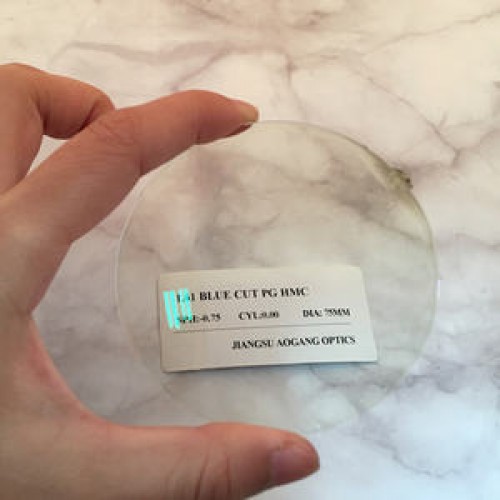 BLUE CUT PG HMC
-0.75 CYL:0.00 DIA: 75MM
JIANGSU AOGANG OPTICS